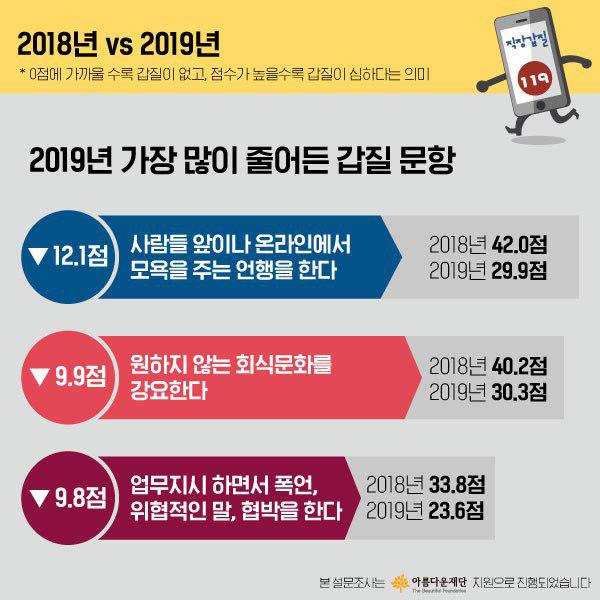 2018년 vs 2019년
* 0점에 가까울 수록 갑질이 없고, 점수가 높을수록 갑질이 심하다는 의미
직장갑질
119
2019년 가장 많이 줄어든 갑질 문항
▼ 12.1점
사람들 앞이나 온라인에서
모욕을 주는 언행을 한다
2018년 42.0점
2019년 29.9점
▼ 9.9점
원하지 않는 회식문화를
강요한다
2018년 40.2점
2019년 30.3점
▼ 9.8점
업무지시 하면서 폭언,
위협적인 말, 협박을 한다
2018년 33.8점
2019년 23.6점
본 설문조사는 아름다운재단 지원으로 진행되었습니다
The Beautiful Foundation